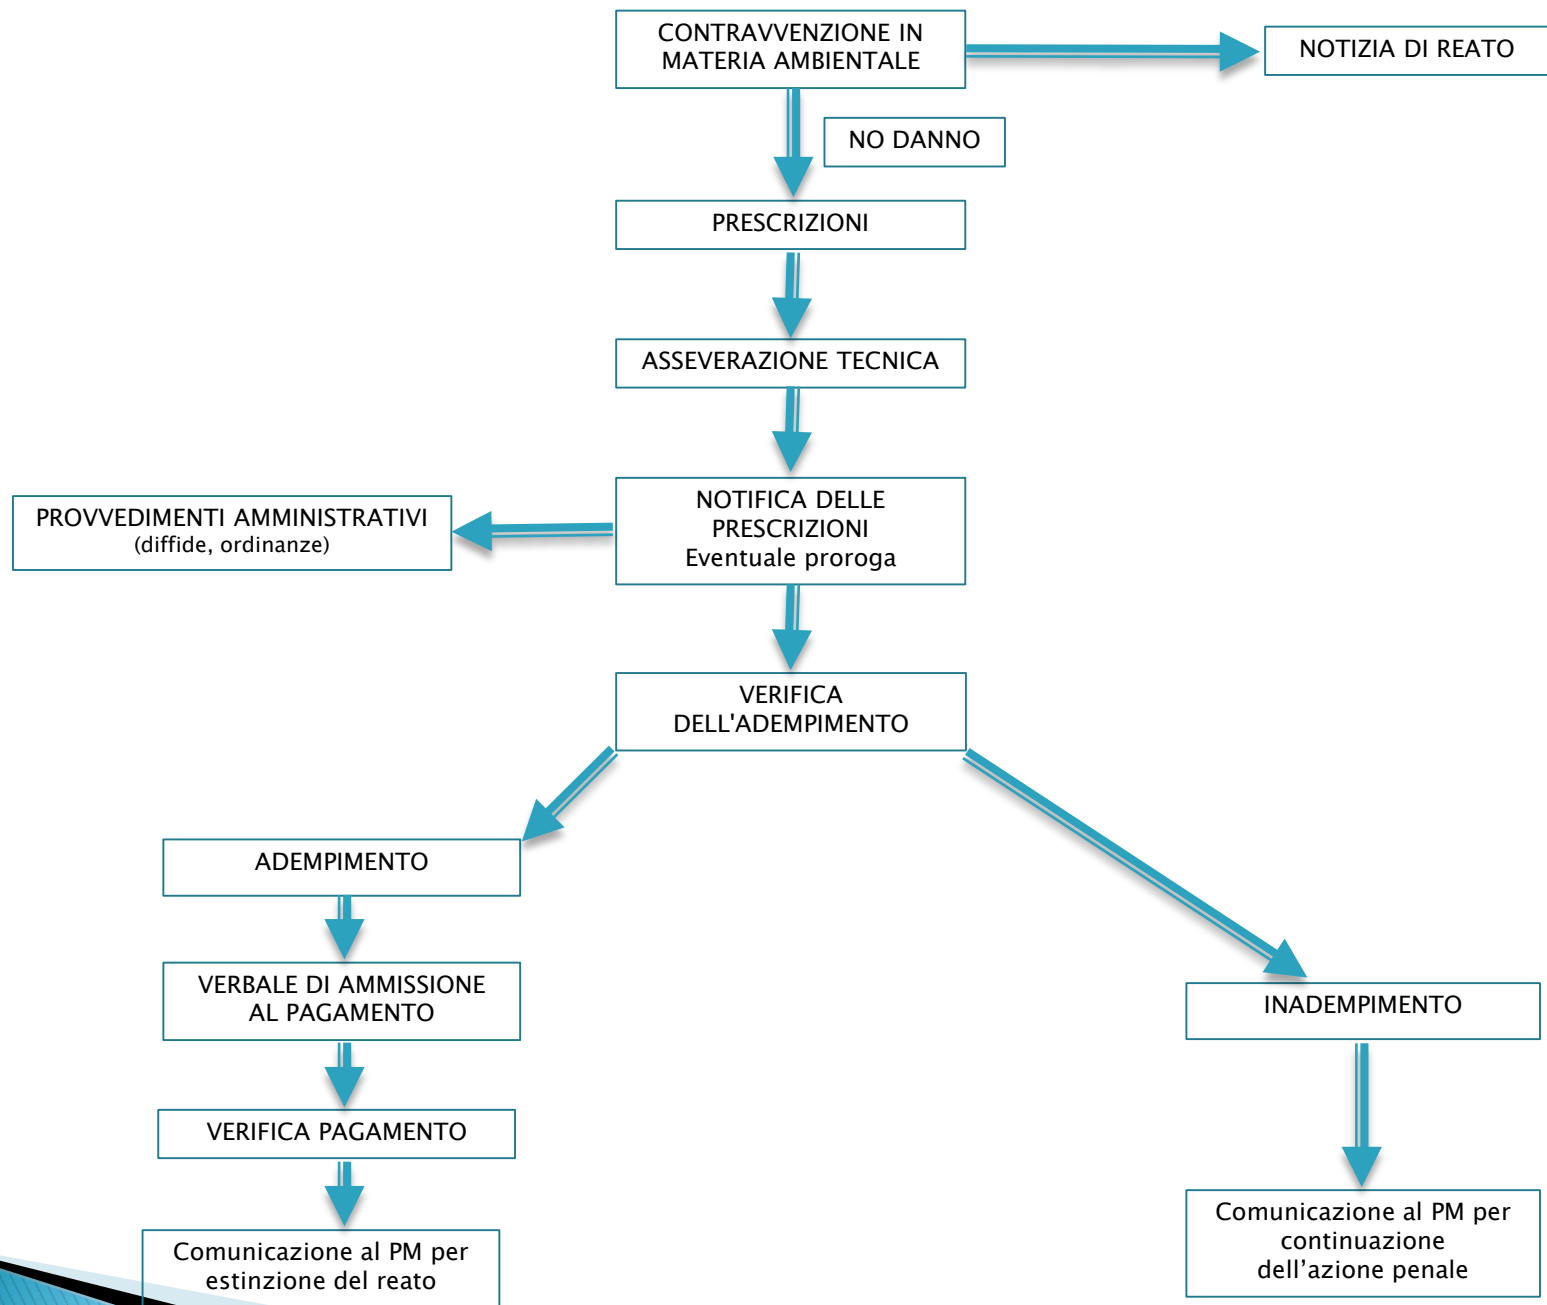 CONTRAVVENZIONE IN
MATERIA AMBIENTALE
NOTIZIA DI REATO
NO DANNO
PRESCRIZIONI
ASSEVERAZIONE TECNICA
NOTIFICA DELLE
PRESCRIZIONI
Eventuale proroga
PROVVEDIMENTI AMMINISTRATIVI
(diffide, ordinanze)
VERIFICA
DELL'ADEMPIMENTO
ADEMPIMENTO
VERBALE DI AMMISSIONE
AL PAGAMENTO
VERIFICA PAGAMENTO
Comunicazione al PM per
estinzione del reato
INADEMPIMENTO
Comunicazione al PM per
continuazione
dell’azione penale